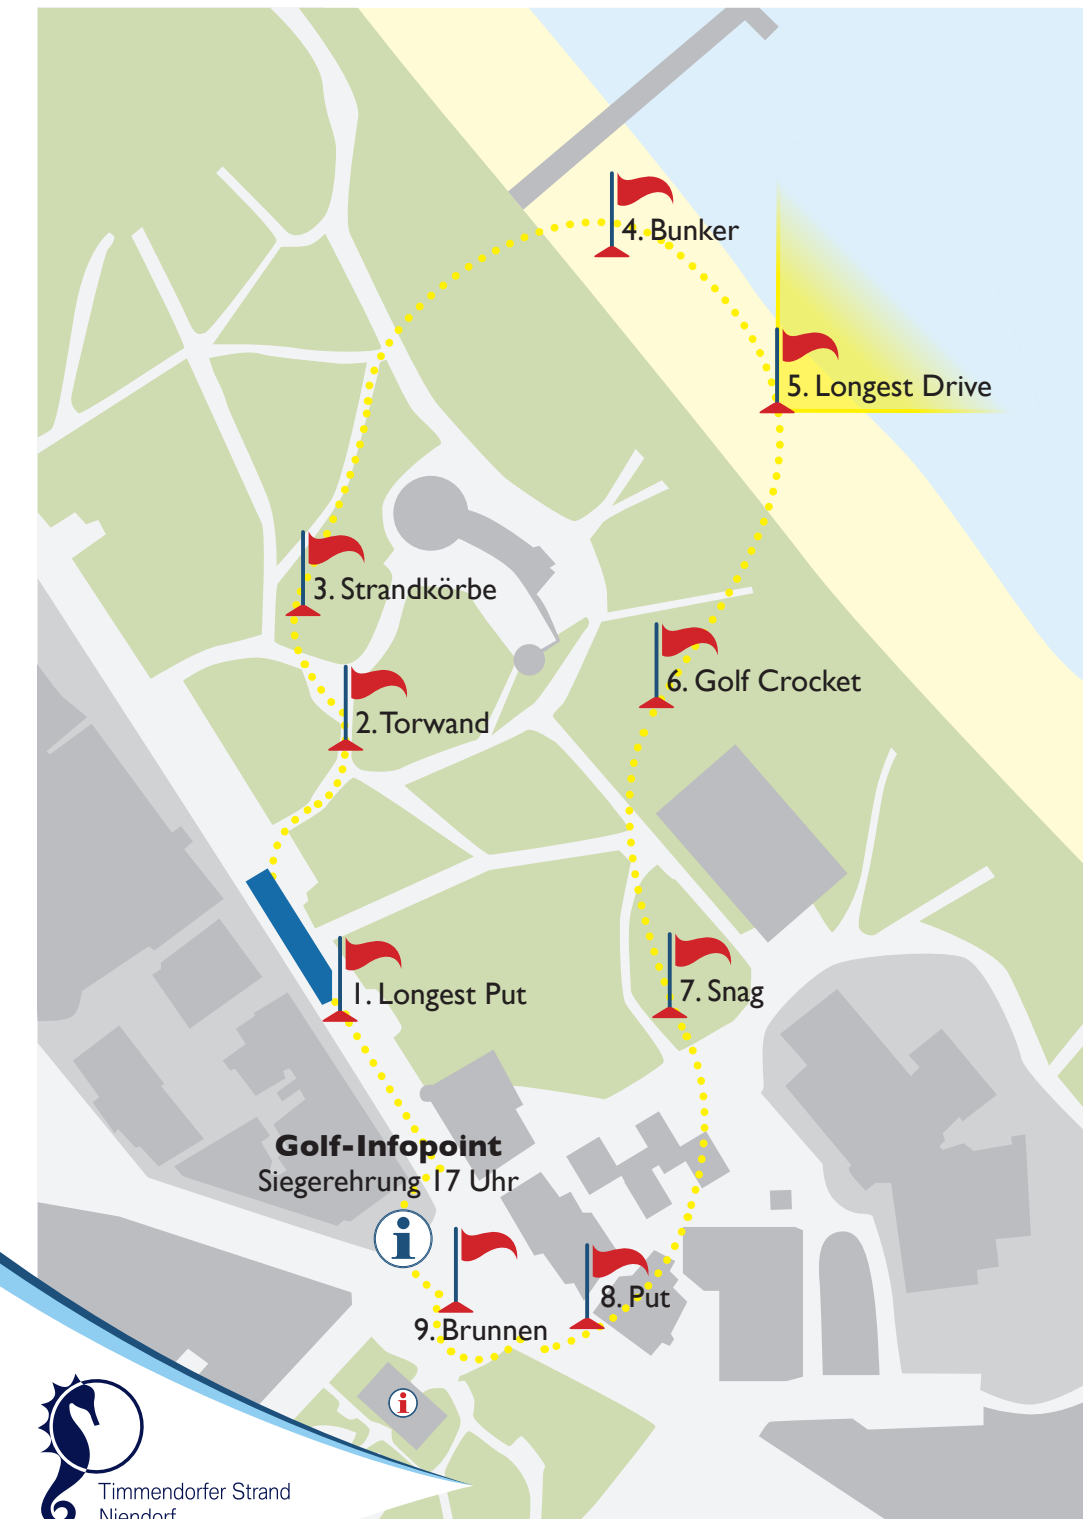 4. Bunker
5. Longest Drive
3. Strandkörbe
6. Golf Crocket
2. Torwand
1. Longest Put
7. Snag
Golf-Infopoint
Siegerehrung 17 Uhr
i
8. Put
9. Brunnen
i
Timmendorfer Strand
Niendorf